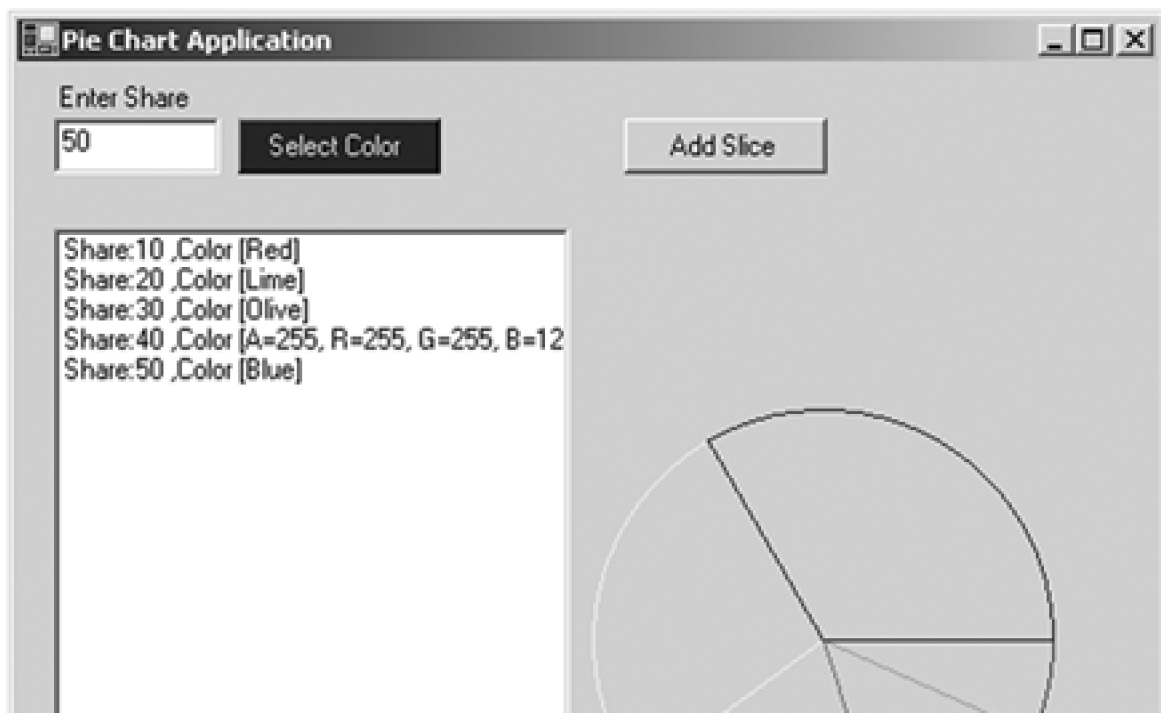 Pie Chart Application
Enter Share
50
Select Color
Add Slice
Share:10 ,Color [Red]
Share:20 ,Color [Lime]
Share:30 ,Color [Olive]
Share:40 ,Color [A=255, R=255, G=255, B=12
Share:50 ,Color [Blue]